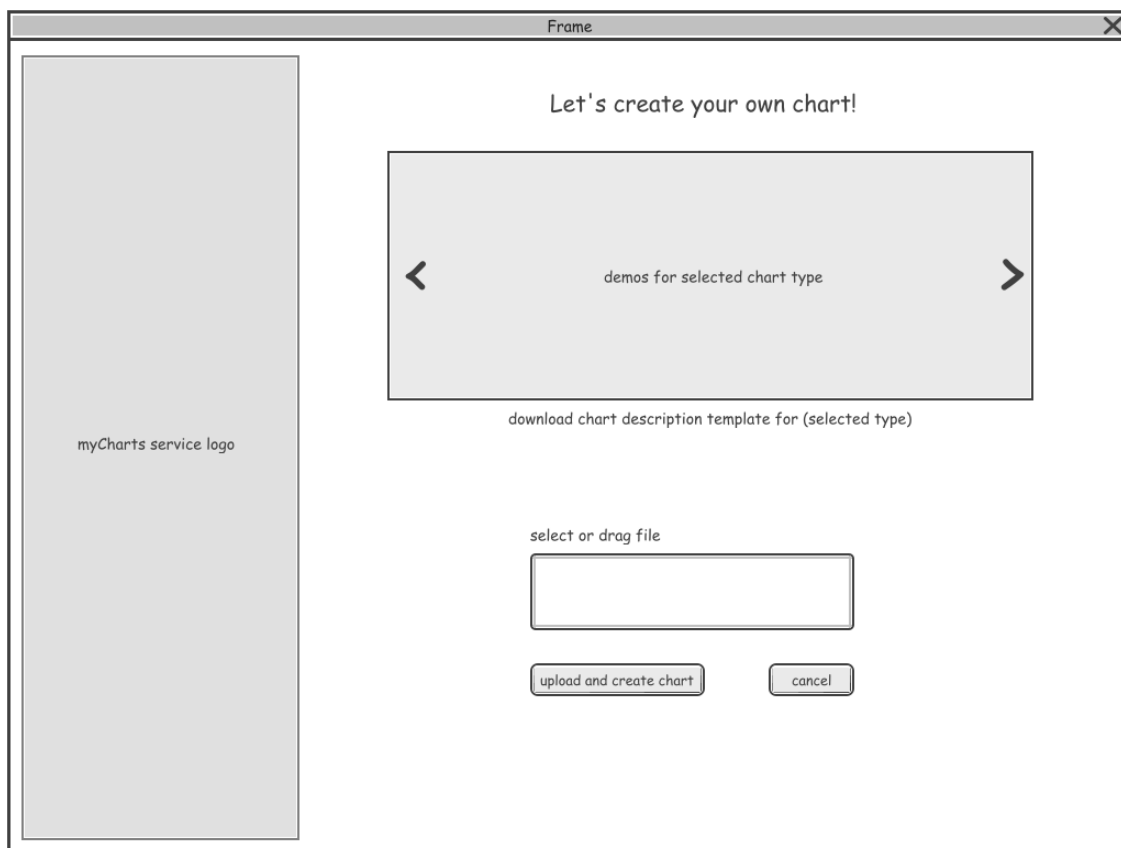 Frame
Let's create your own chart!
demos for selected chart type
download chart description template for (selected type)
myCharts service logo
select or drag file
upload and create chart
cancel